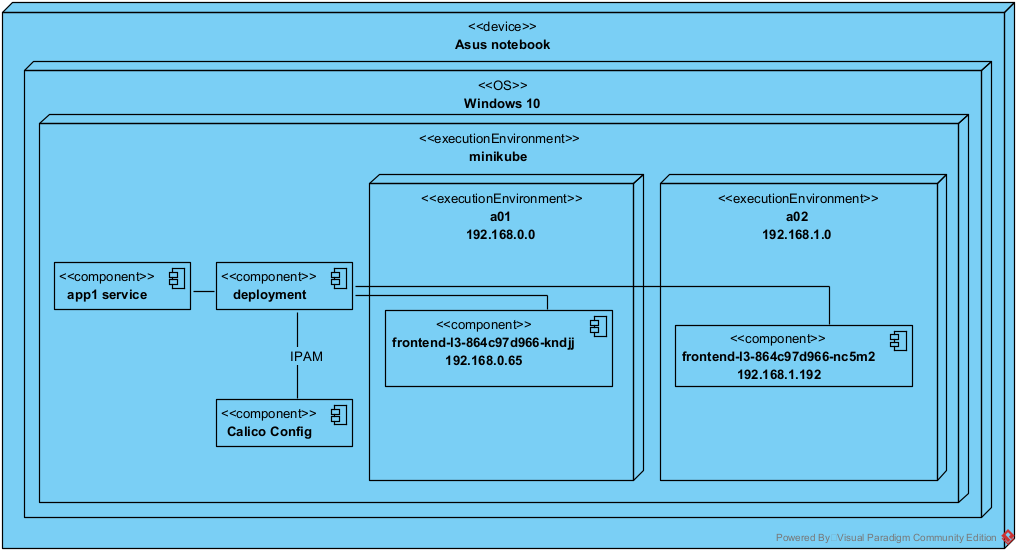 <<device>>
Asus notebook
<<OS>>
Windows 10
<<executionEnvironment>>
minikube
<<executionEnvironment>>
a01
192.168.0.0
<<executionEnvironment>>
a02
192.168.1.0
<<component>>
app1 service
<<component>>
deployment
<<component>>
frontend-l3-864c97d966-kndjj
192.168.0.65
<<component>>
frontend-l3-864c97d966-nc5m2
192.168.1.192
IPAM
<<component>>
Calico Config
Powered By Visual Paradigm Community Edition